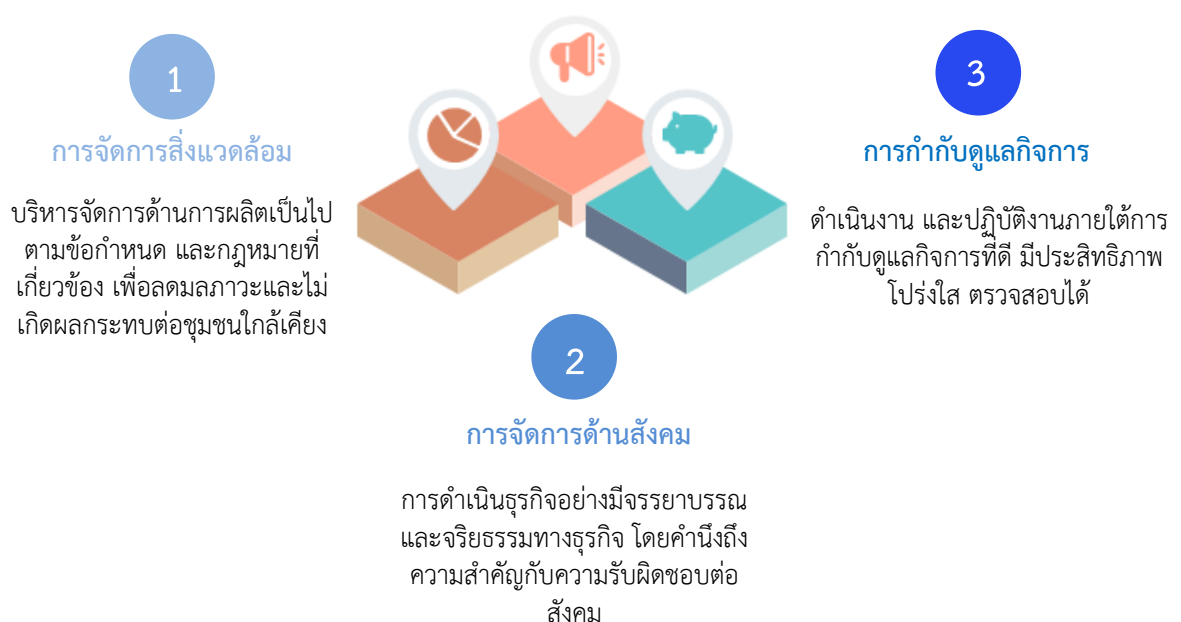 1
การจัดการสิ่งแวดล้อม
บริหารจัดการด้านการผลิตเป็นไป
ตามข้อกำหนด และกฎหมายที่
เกี่ยวข้อง เพื่อลดมลภาวะและไม่
เกิดผลกระทบต่อชุมชนใกล้เคียง
2
การจัดการด้านสังคม
การดำเนินธุรกิจอย่างมีจรรยาบรรณ
และจริยธรรมทางธุรกิจ โดยคำนึงถึง
ความสำคัญกับความรับผิดชอบต่อ
สังคม
3
การกำกับดูแลกิจการ
ดำเนินงาน และปฏิบัติงานภายใต้การ
กำกับดูแลกิจการที่ดี มีประสิทธิภาพ
โปร่งใส ตรวจสอบได้